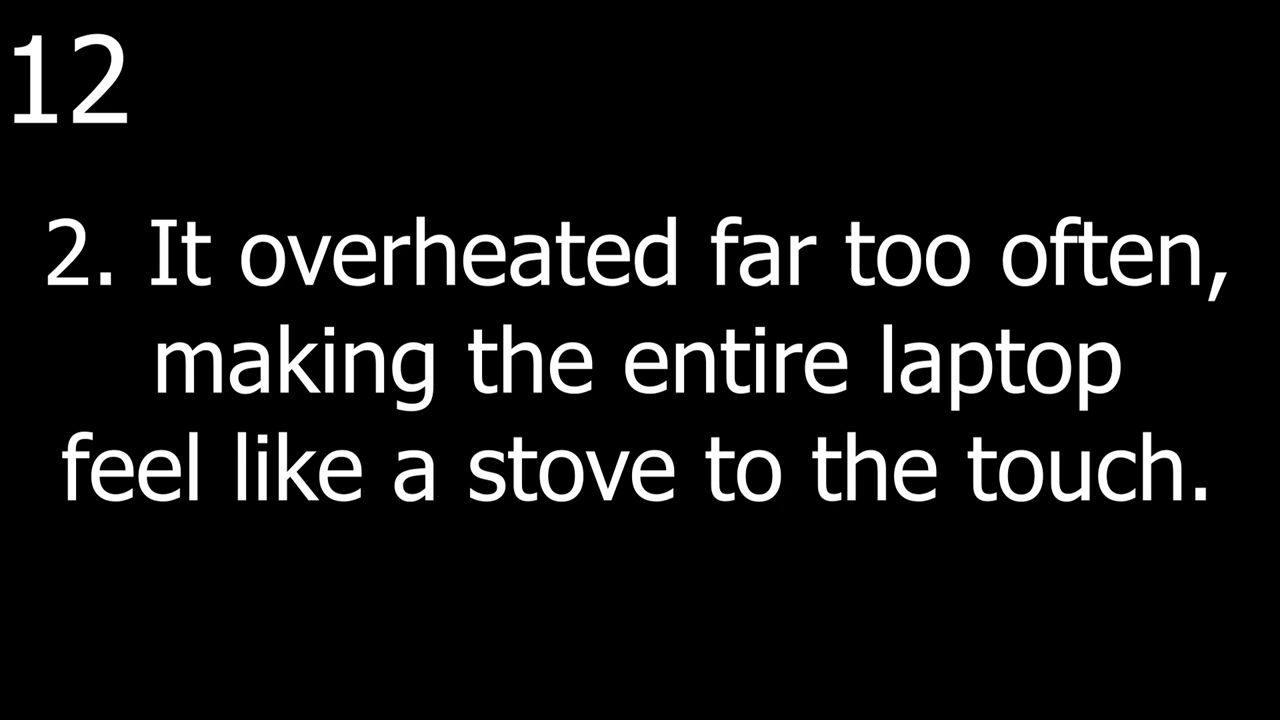 12
2. It overheated far too often,
making the entire laptop
feel like a stove to the touch.